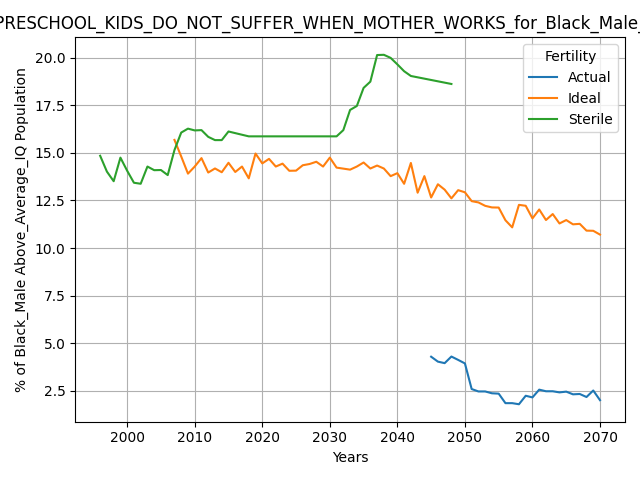 PRESCHOOL_KIDS_DO_NOT_SUFFER_WHEN_MOTHER_WORKS_for_Black_Male_
% of Black_Male Above_Average_IQ Population
20.0
17.5
15.0
12.5
10.0
7.5
5.0
2.5
Fertility
Actual
Ideal
Sterile
2000 2010 2020 2030 2040 2050 2060 2070
Years